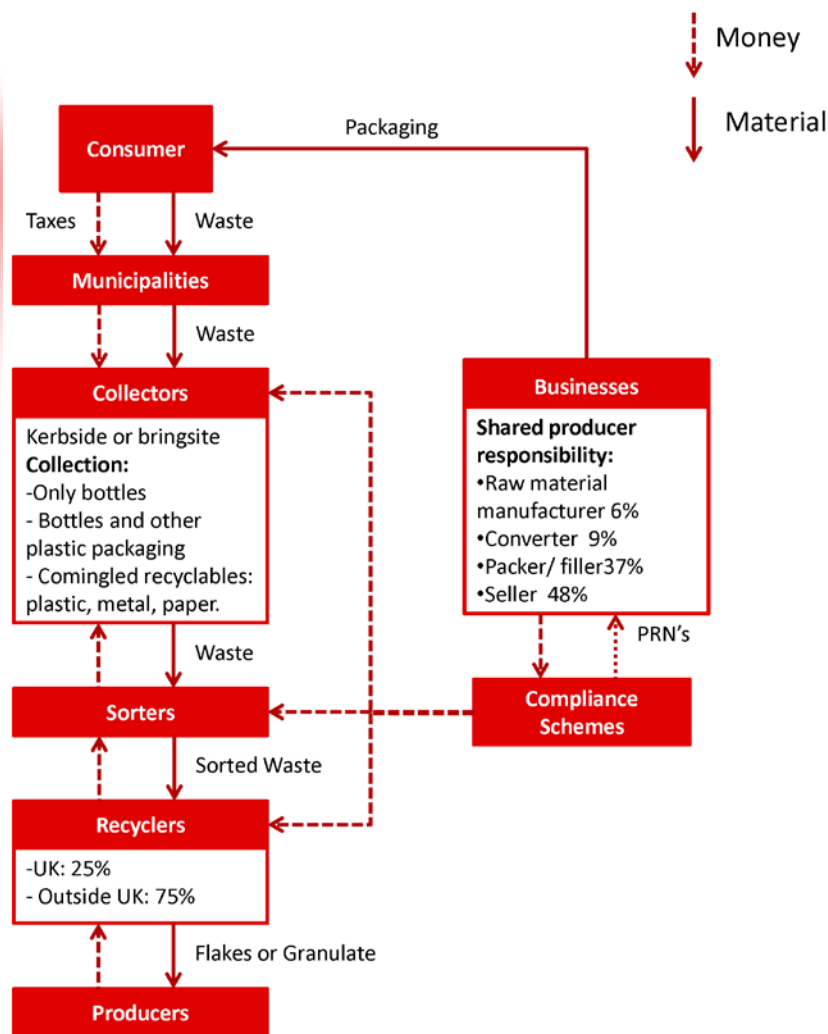 Money
Material
Packaging
Consumer
Taxes
Waste
Municipalities
Waste
Collectors
Kerbside or bringsite
Collection:
-Only bottles
- Bottles and other
plastic packaging
- Comingled recyclables:
plastic, metal, paper.
Businesses
Shared producer
responsibility:
•Raw material
manufacturer 6%
•Converter 9%
•Packer/ filler37%
•Seller 48%
PRN's
Waste
Sorters
Compliance
Schemes
Sorted Waste
Recyclers
-UK: 25%
- Outside UK: 75%
Flakes or Granulate
Producers